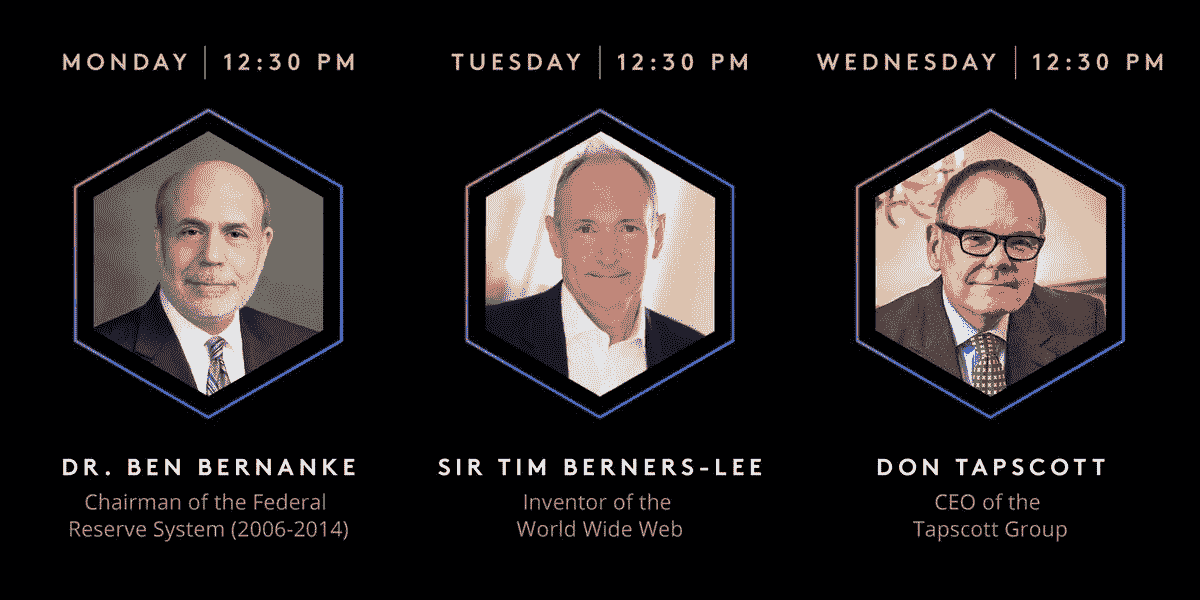 MONDAY | 12:30 PM
TUESDAY | 12:30 PM
WEDNESDAY | 12:30 PM
DR. BEN BERNANKE
Chairman of the Federal
Reserve System (2006-2014)
SIR TIM BERNERS-LEE
Inventor of the
World Wide Web
DON TAPSCOTT
CEO of the
Tapscott Group